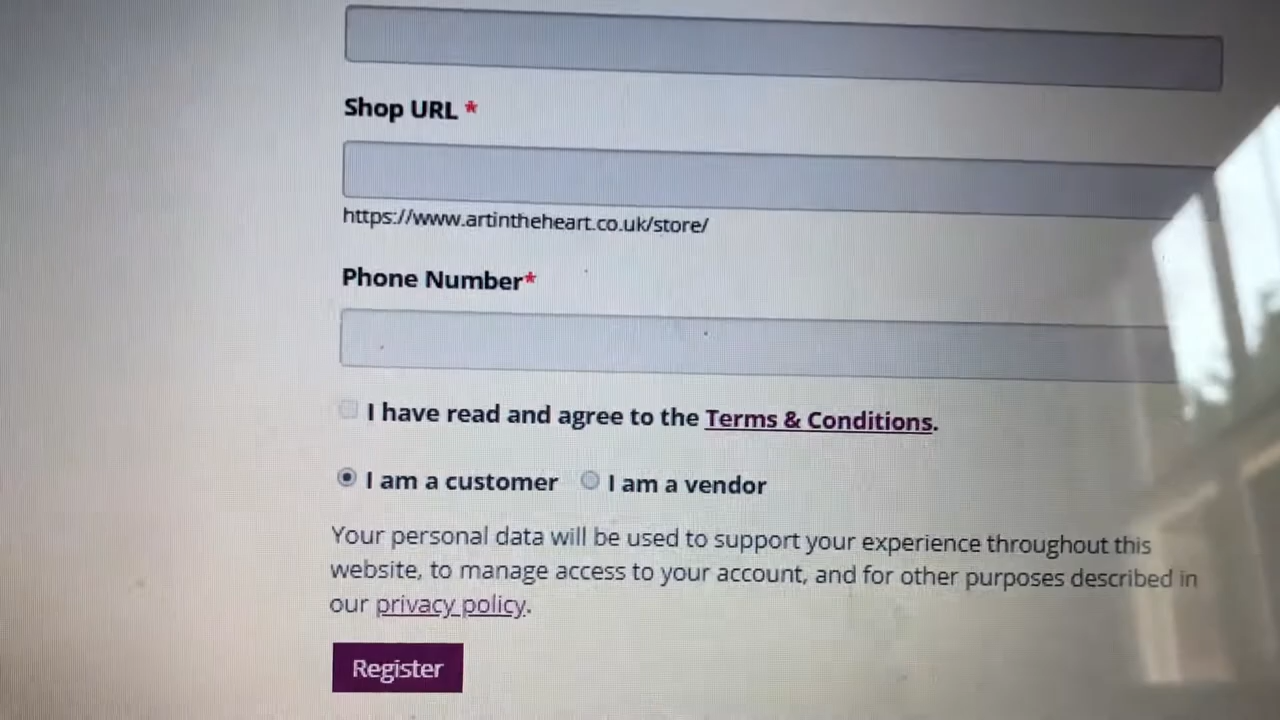 Shop URL *
https://www.artintheheart.co.uk/store/
Phone Number*
I have read and agree to the Terms & Conditions.
I am a customer I am a vendor
Your personal data will be used to support your experience throughout this
website, to manage access to your account, and for other purposes described in
our privacy policy.
Register